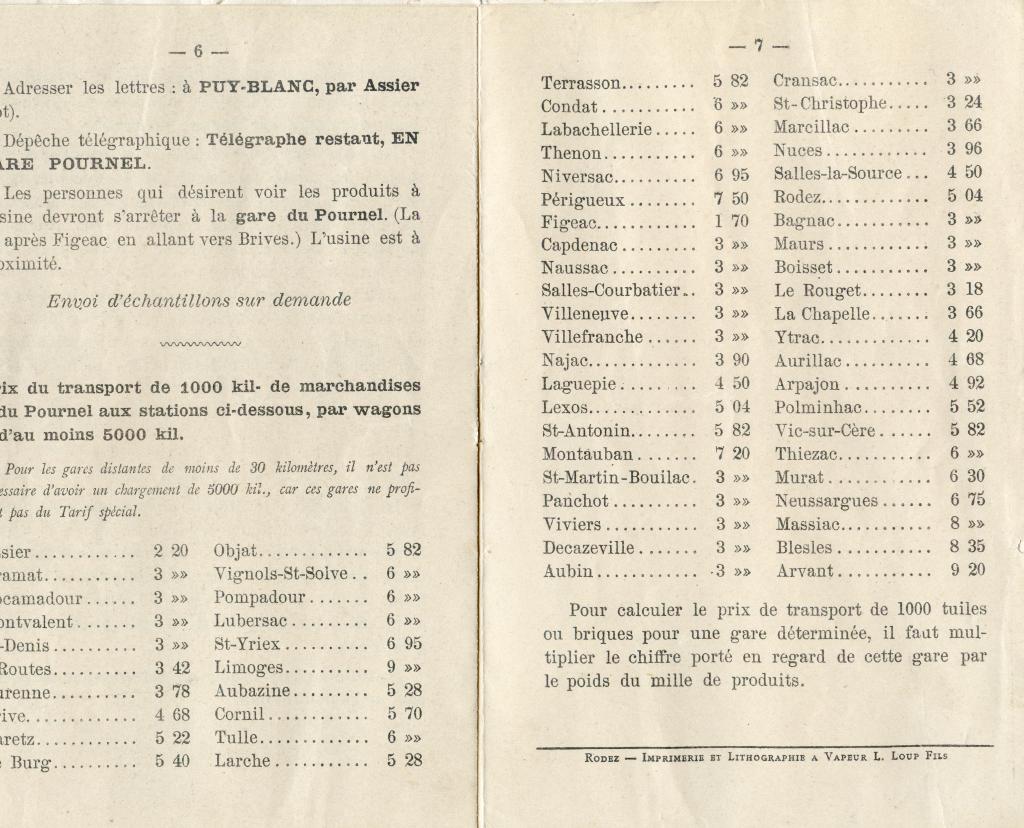 — 6 —
Adresser les lettres : à PUY-BLANC, par Assier
ot).
Dépêche télégraphique : Télégraphe restant, EN
ARE POURNEL.
Les personnes qui désirent voir les produits à
sine devront s'arrêter à la gare du Pournel. (La
après Figeac en allant vers Brives.) L'usine est à
oximité.
Envoi d'échantillons sur demande
rix du transport de 1000 kil- de marchandises
du Pournel aux stations ci-dessous, par wagons
d'au moins 5000 kil.
Pour les gares distantes de moins de 30 kilomètres, il n'est pas
essaire d'avoir un chargement de 5000 kil., car ces gares ne profi-
t pas du Tarif spécial.
sier............ 2 20
ramat.......... 3 »»
ocamadour...... 3 »»
ontvalent....... 3 »»
-Denis.......... 3 »»
Routes......... 3 42
urenne......... 3 78
rive............ 4 68
aretz........... 5 22
e Burg.......... 5 40
Objat............. 5 82
Vignols-St-Solve.. 6 »»
Pompadour....... 6 »»
Lubersac......... 6 »»
St-Yriex.......... 6 95
Limoges.......... 9 »»
Aubazine......... 5 28
Cornil............ 5 70
Tulle............. 6 »»
Larche........... 5 28
— 7 —
Terrasson......... 5 82
Condat........... 6 »»
Labachellerie..... 6 »»
Thenon........... 6 »»
Niversac.......... 6 95
Périgueux........ 7 50
Figeac............ 1 70
Capdenac......... 3 »»
Naussac.......... 3 »»
Salles-Courbatier.. 3 »»
Villeneuve........ 3 »»
Villefranche...... 3 »»
Najac............. 3 90
Laguepie......... 4 50
Lexos............. 5 04
St-Antonin........ 5 82
Montauban....... 7 20
St-Martin-Bouilac. 3 »»
Panchot.......... 3 »»
Viviers........... 3 »»
Decazeville....... 3 »»
Aubin............ 3 »»
Cransac........... 3 »»
St-Christophe..... 3 24
Marcillac......... 3 66
Nuces............ 3 96
Salles-la-Source... 4 50
Rodez............ 5 04
Bagnac........... 3 »»
Maurs............ 3 »»
Boisset........... 3 »»
Le Rouget........ 3 18
La Chapelle....... 3 66
Ytrac............. 4 20
Aurillac.......... 4 68
Arpajon.......... 4 92
Polminhac........ 5 52
Vic-sur-Cère...... 5 82
Thiezac........... 6 »»
Murat............ 6 30
Neussargues...... 6 75
Massiac........... 8 »»
Blesles........... 8 35
Arvant........... 9 20
Pour calculer le prix de transport de 1000 tuiles
ou briques pour une gare déterminée, il faut mul-
tiplier le chiffre porté en regard de cette gare par
le poids du mille de produits.
RODEZ — IMPRIMERIE ET LITHOGRAPHIE A VAPEUR L. LOUP FILS